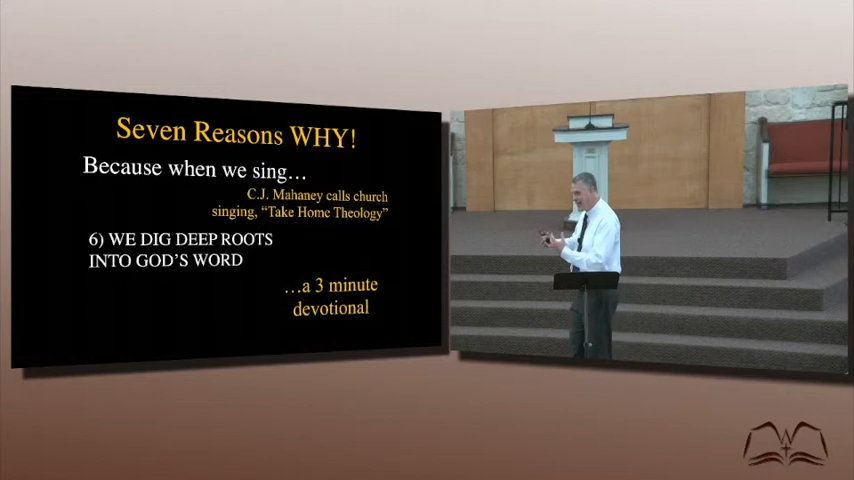 Seven Reasons WHY!
Because when we sing…
C.J. Mahaney calls church
singing, “Take Home Theology”
6) WE DIG DEEP ROOTS
INTO GOD’S WORD
…a 3 minute
devotional